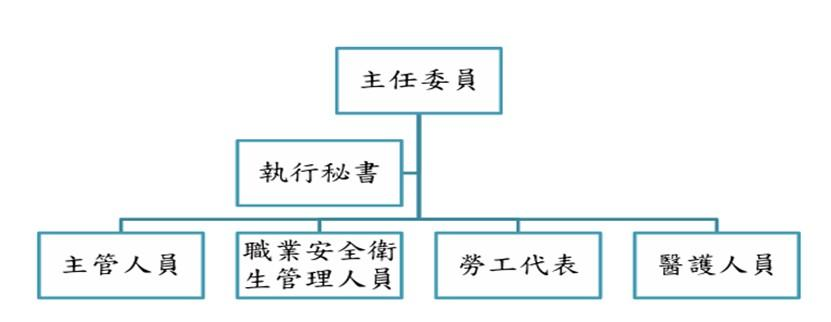 主任委員
執行秘書
主管人員
職業安全衛
生管理人員
勞工代表
醫護人員